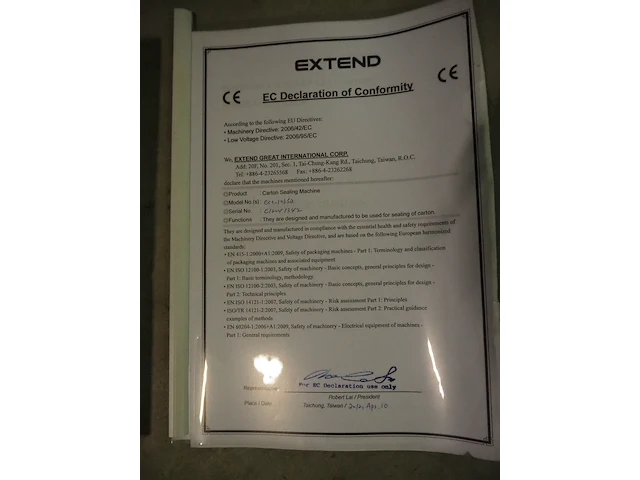 EXTEND
CE
CE
EC Declaration of Conformity
According to the following EU Directives:
• Machinery Directive: 2006/42/EC
• Low Voltage Directive: 2006/95/EC
We, EXTEND GREAT INTERNATIONAL CORP.
Add: 20F, No. 201, Sec. 1, Tai-Chung-Kang Rd., Taichung, Taiwan, R.O.C.
Tel: +886-4-23265568 Fax: +886-4-23262268
declare that the machines mentioned hereafter:
◎Product : Carton Sealing Machine
◎Model No (s) :
◎Serial No. :
◎Functions : They are designed and manufactured to be used for sealing of carton.
They are designed and manufactured in compliance with the essential health and safety requirements of
the Machinery Directive and Voltage Directive, and are based on the following European harmonized
standards:
• EN 415-1:2000+A1:2009, Safety of packaging machines - Part 1: Terminology and classification
of packaging machines and associated equipment
• EN ISO 12100-1:2003, Safety of machinery - Basic concepts, general principles for design -
Part 1: Basic terminology, methodology
• EN ISO 12100-2:2003, Safety of machinery - Basic concepts, general principles for design -
Part 2: Technical principles
• EN ISO 14121-1:2007, Safety of machinery - Risk assessment Part 1: Principles
• ISO/TR 14121-2:2007, Safety of machinery - Risk assessment Part 2: Practical guidance
examples of methods
• EN 60204-1:2006+A1:2009, Safety of machinery - Electrical equipment of machines -
Part 1: General requirements
for EC Declaration use only
Robert Lai / President
Place / Date : Taichung, Taiwan /